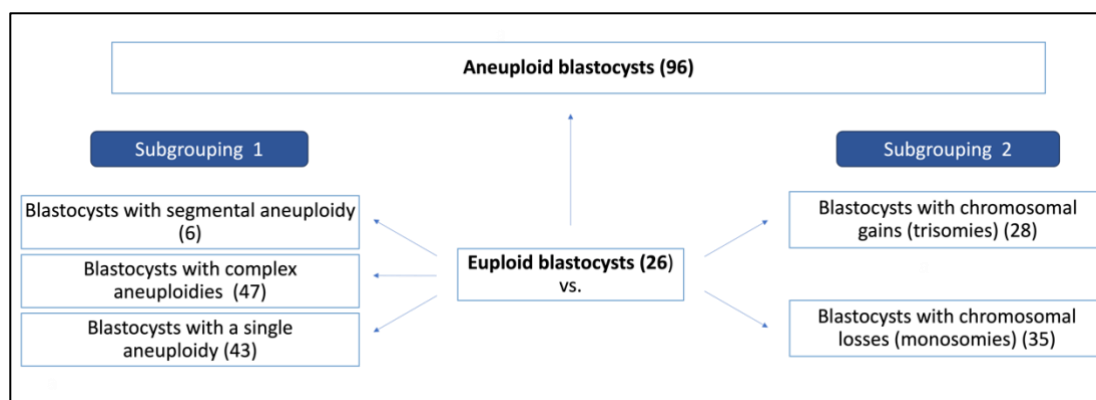 Aneuploid blastocysts (96)
Subgrouping 1
Subgrouping 2
Blastocysts with segmental aneuploidy
(6)
Blastocysts with complex
aneuploidies (47)
Blastocysts with a single
aneuploidy (43)
Euploid blastocysts (26)
vs.
Blastocysts with chromosomal
gains (trisomies) (28)
Blastocysts with chromosomal
losses (monosomies) (35)